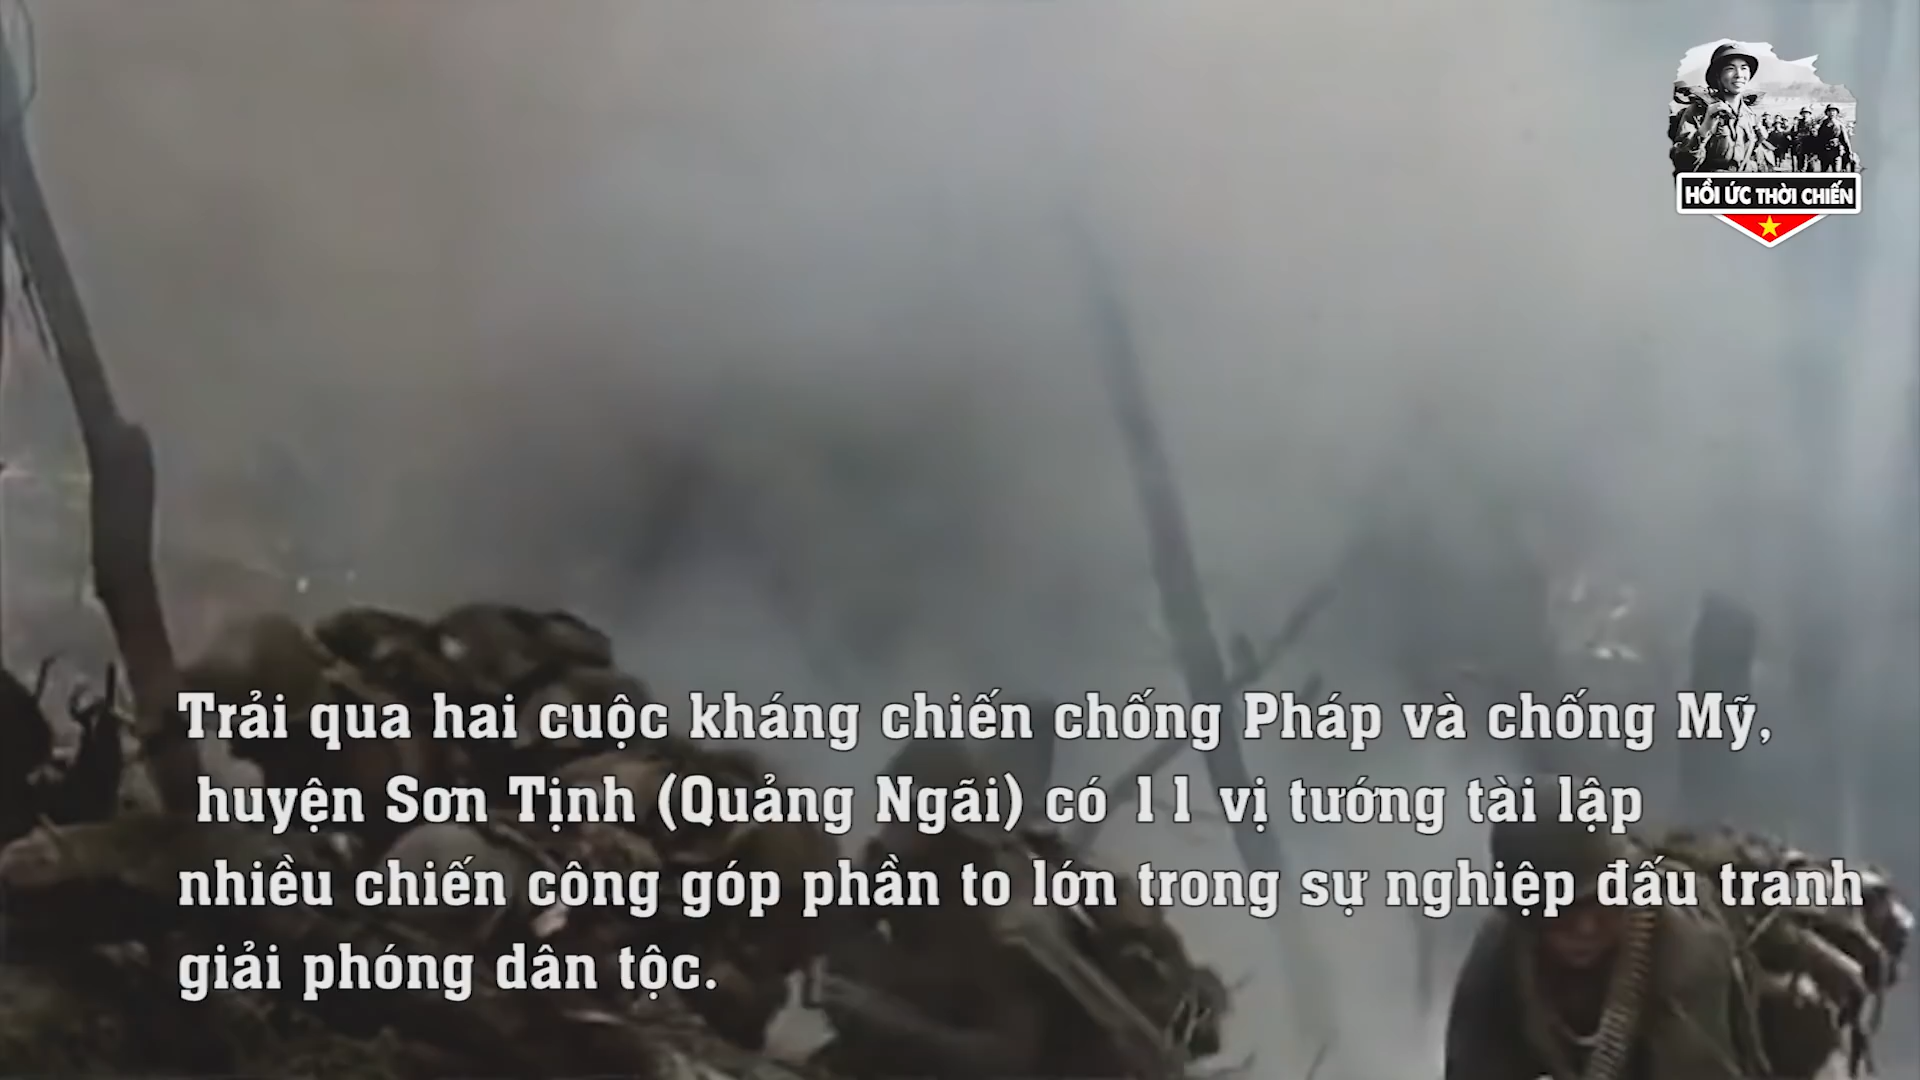 HỒI ỨC THỜI CHIẾN
Trải qua hai cuộc kháng chiến chống Pháp và chống Mỹ,
huyện Sơn Tịnh (Quảng Ngãi) có 11 vị tướng tài lập
nhiều chiến công góp phần to lớn trong sự nghiệp đấu tranh
giải phóng dân tộc.